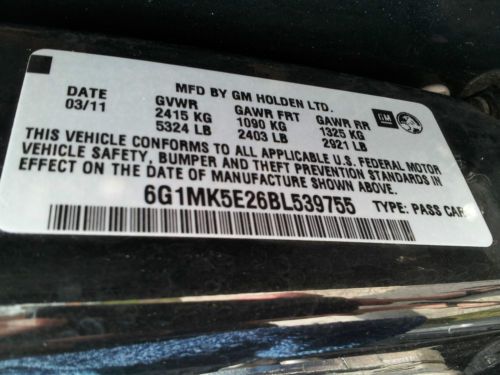 MFD BY GM HOLDEN LTD.
DATE GVWR GAWR FRT GAWR RR
03/11 2415 KG 1090 KG 1325 KG
5324 LB 2403 LB 2921 LB
GM
THIS VEHICLE CONFORMS TO ALL APPLICABLE U.S. FEDERAL MOTOR
VEHICLE SAFETY, BUMPER AND THEFT PREVENTION STANDARDS
IN EFFECT ON THE DATE OF MANUFACTURE SHOWN ABOVE.
6G1MK5E26BL539755 TYPE: PASS CAR